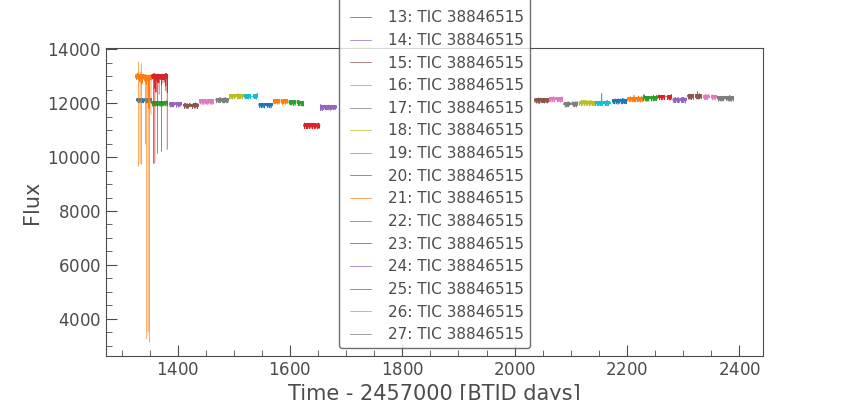 14000
12000
10000
8000
6000
4000
Flux
13: TIC 38846515
14: TIC 38846515
15: TIC 38846515
16: TIC 38846515
17: TIC 38846515
18: TIC 38846515
19: TIC 38846515
20: TIC 38846515
21: TIC 38846515
22: TIC 38846515
23: TIC 38846515
24: TIC 38846515
25: TIC 38846515
26: TIC 38846515
27: TIC 38846515
1400 1600 1800 2000 2200 2400
Time - 2457000 [BTJD days]